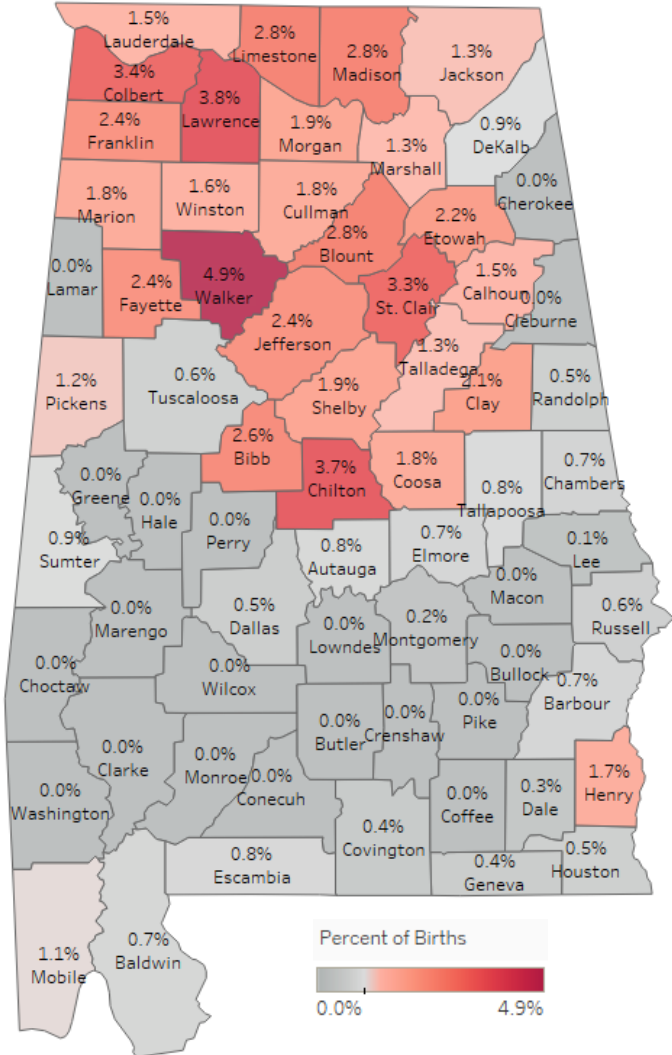 1.5%
Lauderdale
2.8%
Limestone
2.8%
Madison
1.3%
Jackson
3.4%
Colbert
3.8%
Lawrence
2.4%
Franklin
1.9%
Morgan
1.3%
Marshall
0.9%
DeKalb
0.0%
Cherokee
1.8%
Marion
1.6%
Winston
1.8%
Cullman
2.8%
Blount
2.2%
Etowah
0.0%
Lamar
2.4%
Fayette
4.9%
Walker
2.4%
Jefferson
3.3%
St. Clair
1.5%
Calhoun
0.0%
Cleburne
1.2%
Pickens
0.6%
Tuscaloosa
1.9%
Shelby
1.3%
Talladega
2.1%
Clay
0.5%
Randolph
2.6%
Bibb
3.7%
Chilton
1.8%
Coosa
0.8%
Tallapoosa
0.7%
Chambers
0.0%
Greene
0.0%
Hale
0.0%
Perry
0.9%
Sumter
0.8%
Autauga
0.7%
Elmore
0.1%
Lee
0.0%
Macon
0.0%
Marengo
0.5%
Dallas
0.0%
Lowndes
0.2%
Montgomery
0.6%
Russell
0.0%
Bullock
0.0%
Choctaw
0.0%
Wilcox
0.7%
Barbour
0.0%
Clarke
0.0%
Butler
0.0%
Crenshaw
0.0%
Pike
0.0%
Washington
0.0%
Monroe
0.0%
Conecuh
0.0%
Coffee
0.3%
Dale
1.7%
Henry
0.4%
Covington
0.8%
Escambia
0.4%
Geneva
0.5%
Houston
1.1%
Mobile
0.7%
Baldwin
Percent of Births
0.0% 4.9%